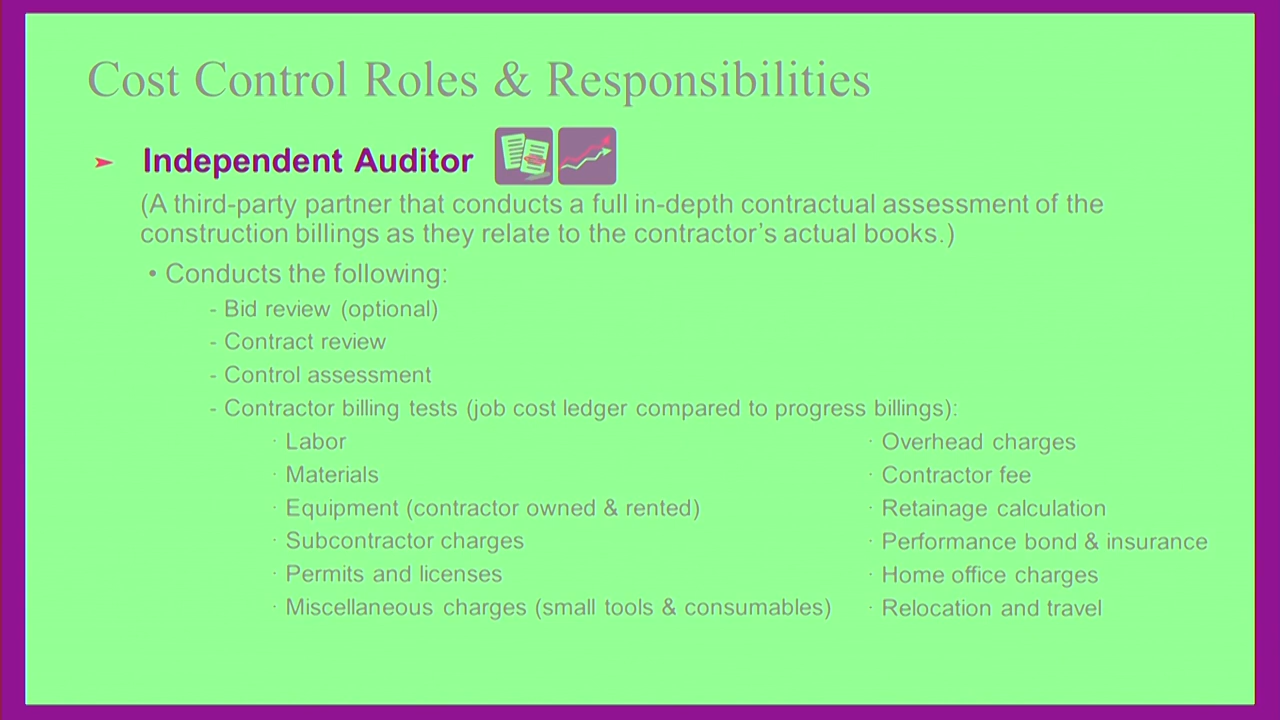 Cost Control Roles & Responsibilities
➢ Independent Auditor
(A third-party partner that conducts a full in-depth contractual assessment of the
construction billings as they relate to the contractor’s actual books.)
• Conducts the following:
- Bid review (optional)
- Contract review
- Control assessment
- Contractor billing tests (job cost ledger compared to progress billings):
· Labor
· Materials
· Equipment (contractor owned & rented)
· Subcontractor charges
· Permits and licenses
· Miscellaneous charges (small tools & consumables)
· Overhead charges
· Contractor fee
· Retainage calculation
· Performance bond & insurance
· Home office charges
· Relocation and travel